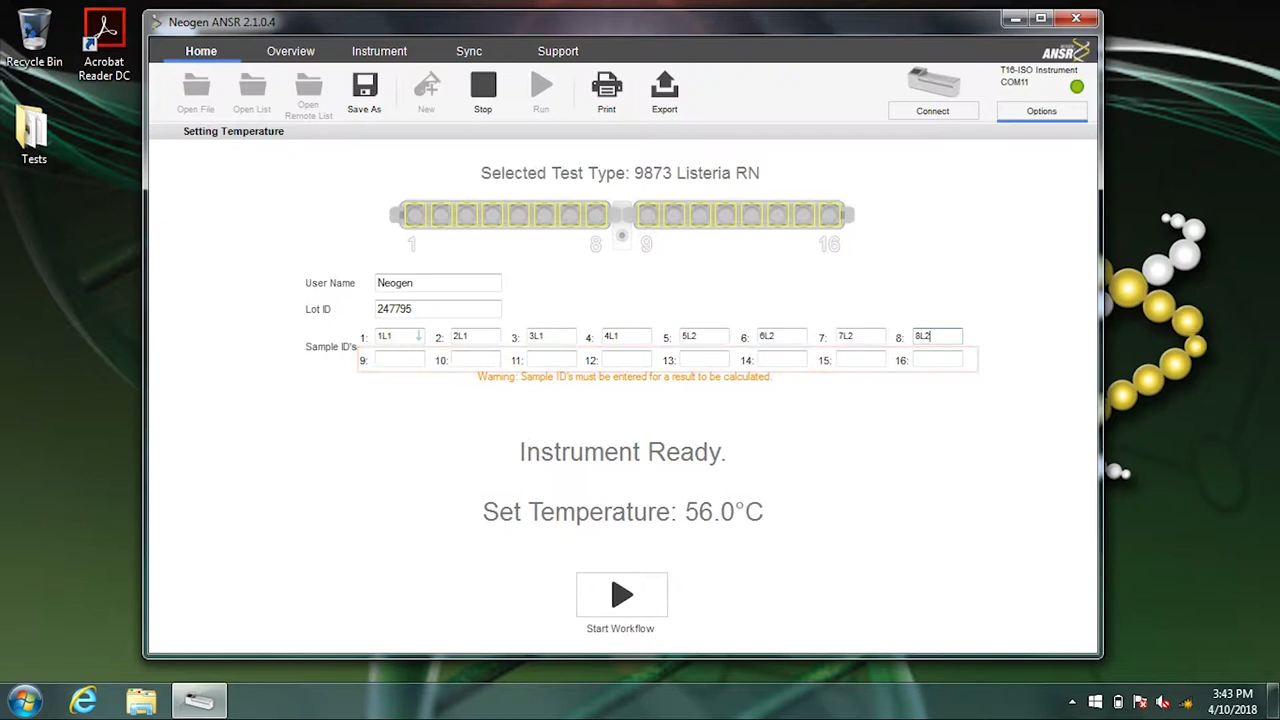 Recycle Bin
Acrobat
Reader DC
Tests
Neogen ANSR 2.1.0.4
Home Overview Instrument Sync Support
ANSR
Open File Open List Open Remote List Save As New Stop Run Print Export
T16-ISO Instrument
COM11
Connect Options
Setting Temperature
Selected Test Type: 9873 Listeria RN
1 8 9 16
User Name Neogen
Lot ID 247795
Sample ID's
1: 1L1 2: 2L1 3: 3L1 4: 4L1 5: 5L2 6: 6L2 7: 7L2 8: 8L2
9: 10: 11: 12: 13: 14: 15: 16:
Warning: Sample ID's must be entered for a result to be calculated.
Instrument Ready.
Set Temperature: 56.0°C
Start Workflow
3:43 PM
4/10/2018